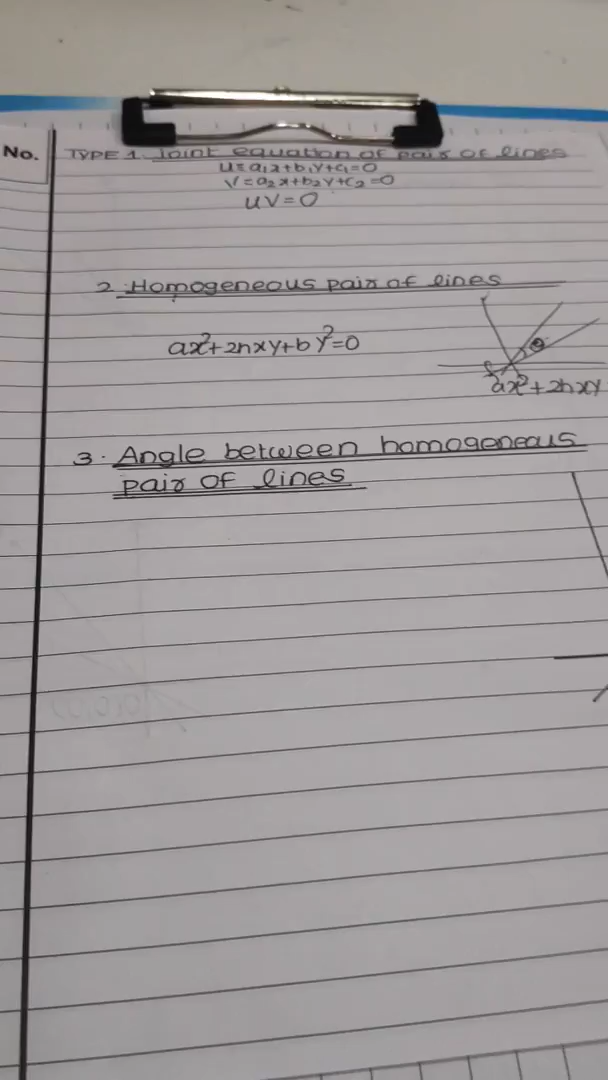 No.
TYPE 1. Joint equation of pair of lines
u=a₁x+b₁y+c₁=0
V=a₂x+b₂y+c₂=0
uv=0
2 Homogeneous pair of lines
ax²+2hxy+by²=0
θ
ax²+2hxy
3. Angle between homogeneous
pair of lines